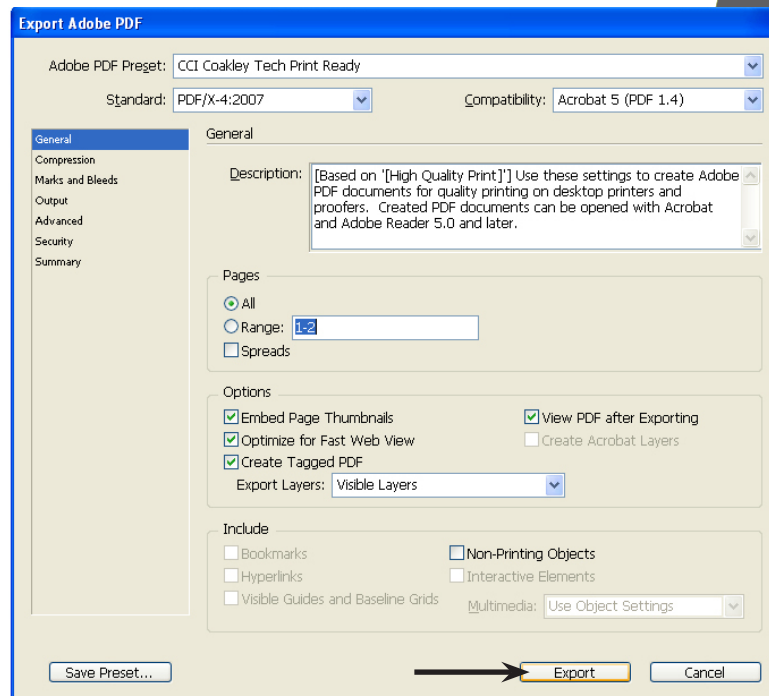 Export Adobe PDF
Adobe PDF Preset: CCI Coakley Tech Print Ready
Standard: PDF/X-4:2007 Compatibility: Acrobat 5 (PDF 1.4)
General
Compression
Marks and Bleeds
Output
Advanced
Security
Summary
General
Description: [Based on '[High Quality Print]'] Use these settings to create Adobe
PDF documents for quality printing on desktop printers and
proofers. Created PDF documents can be opened with Acrobat
and Adobe Reader 5.0 and later.
Pages
All
Range: 1-2
Spreads
Options
Embed Page Thumbnails View PDF after Exporting
Optimize for Fast Web View Create Acrobat Layers
Create Tagged PDF
Export Layers: Visible Layers
Include
Bookmarks Non-Printing Objects
Hyperlinks Interactive Elements
Visible Guides and Baseline Grids Multimedia: Use Object Settings
Save Preset... Export Cancel